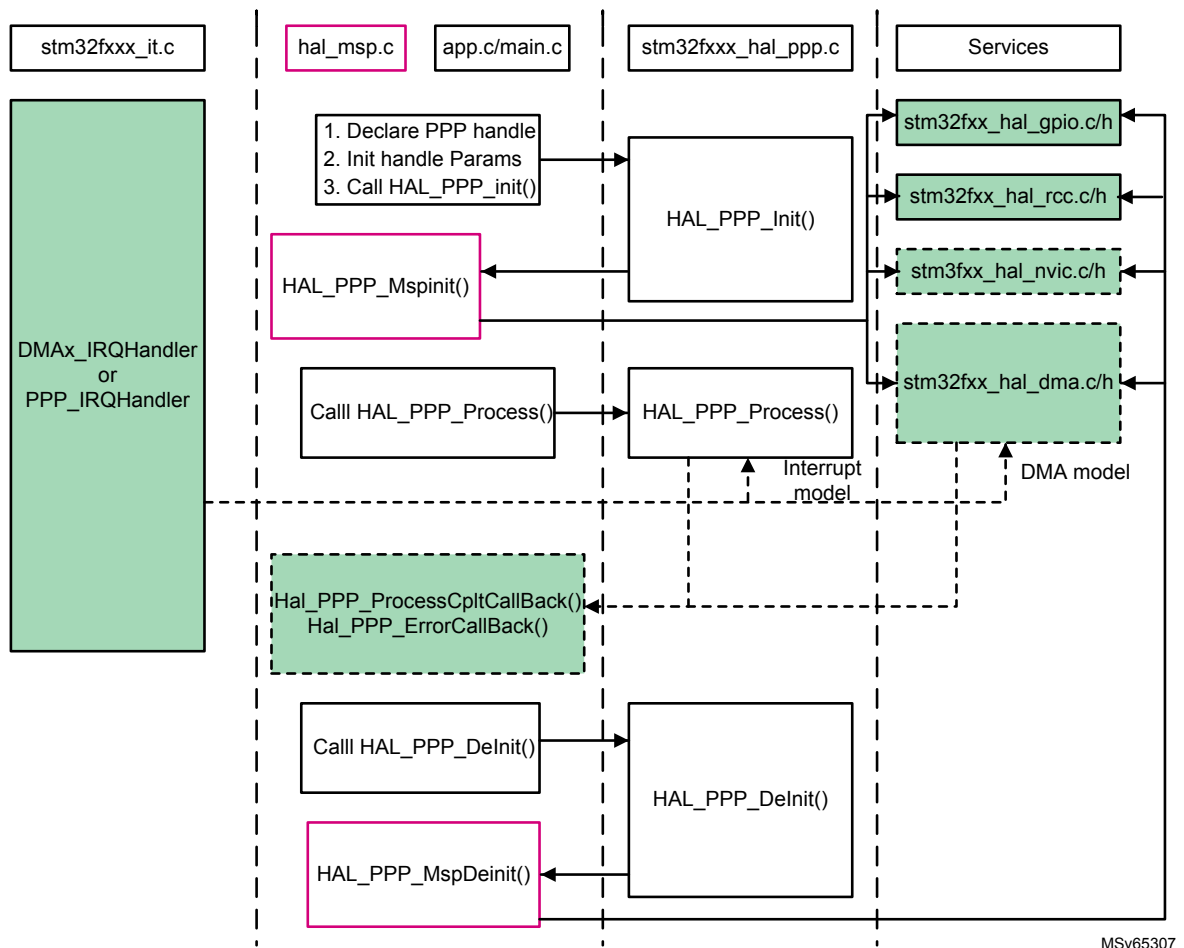 stm32fxxx_it.c
hal_msp.c
app.c/main.c
stm32fxxx_hal_ppp.c
Services
1. Declare PPP handle
2. Init handle Params
3. Call HAL_PPP_init()
HAL_PPP_Init()
stm32fxx_hal_gpio.c/h
stm32fxx_hal_rcc.c/h
stm3fxx_hal_nvic.c/h
stm32fxx_hal_dma.c/h
HAL_PPP_Mspinit()
DMAx_IRQHandler
or
PPP_IRQHandler
Calll HAL_PPP_Process()
HAL_PPP_Process()
Interrupt
model
DMA model
Hal_PPP_ProcessCpltCallBack()
Hal_PPP_ErrorCallBack()
Calll HAL_PPP_DeInit()
HAL_PPP_DeInit()
HAL_PPP_MspDeinit()
MSv65307